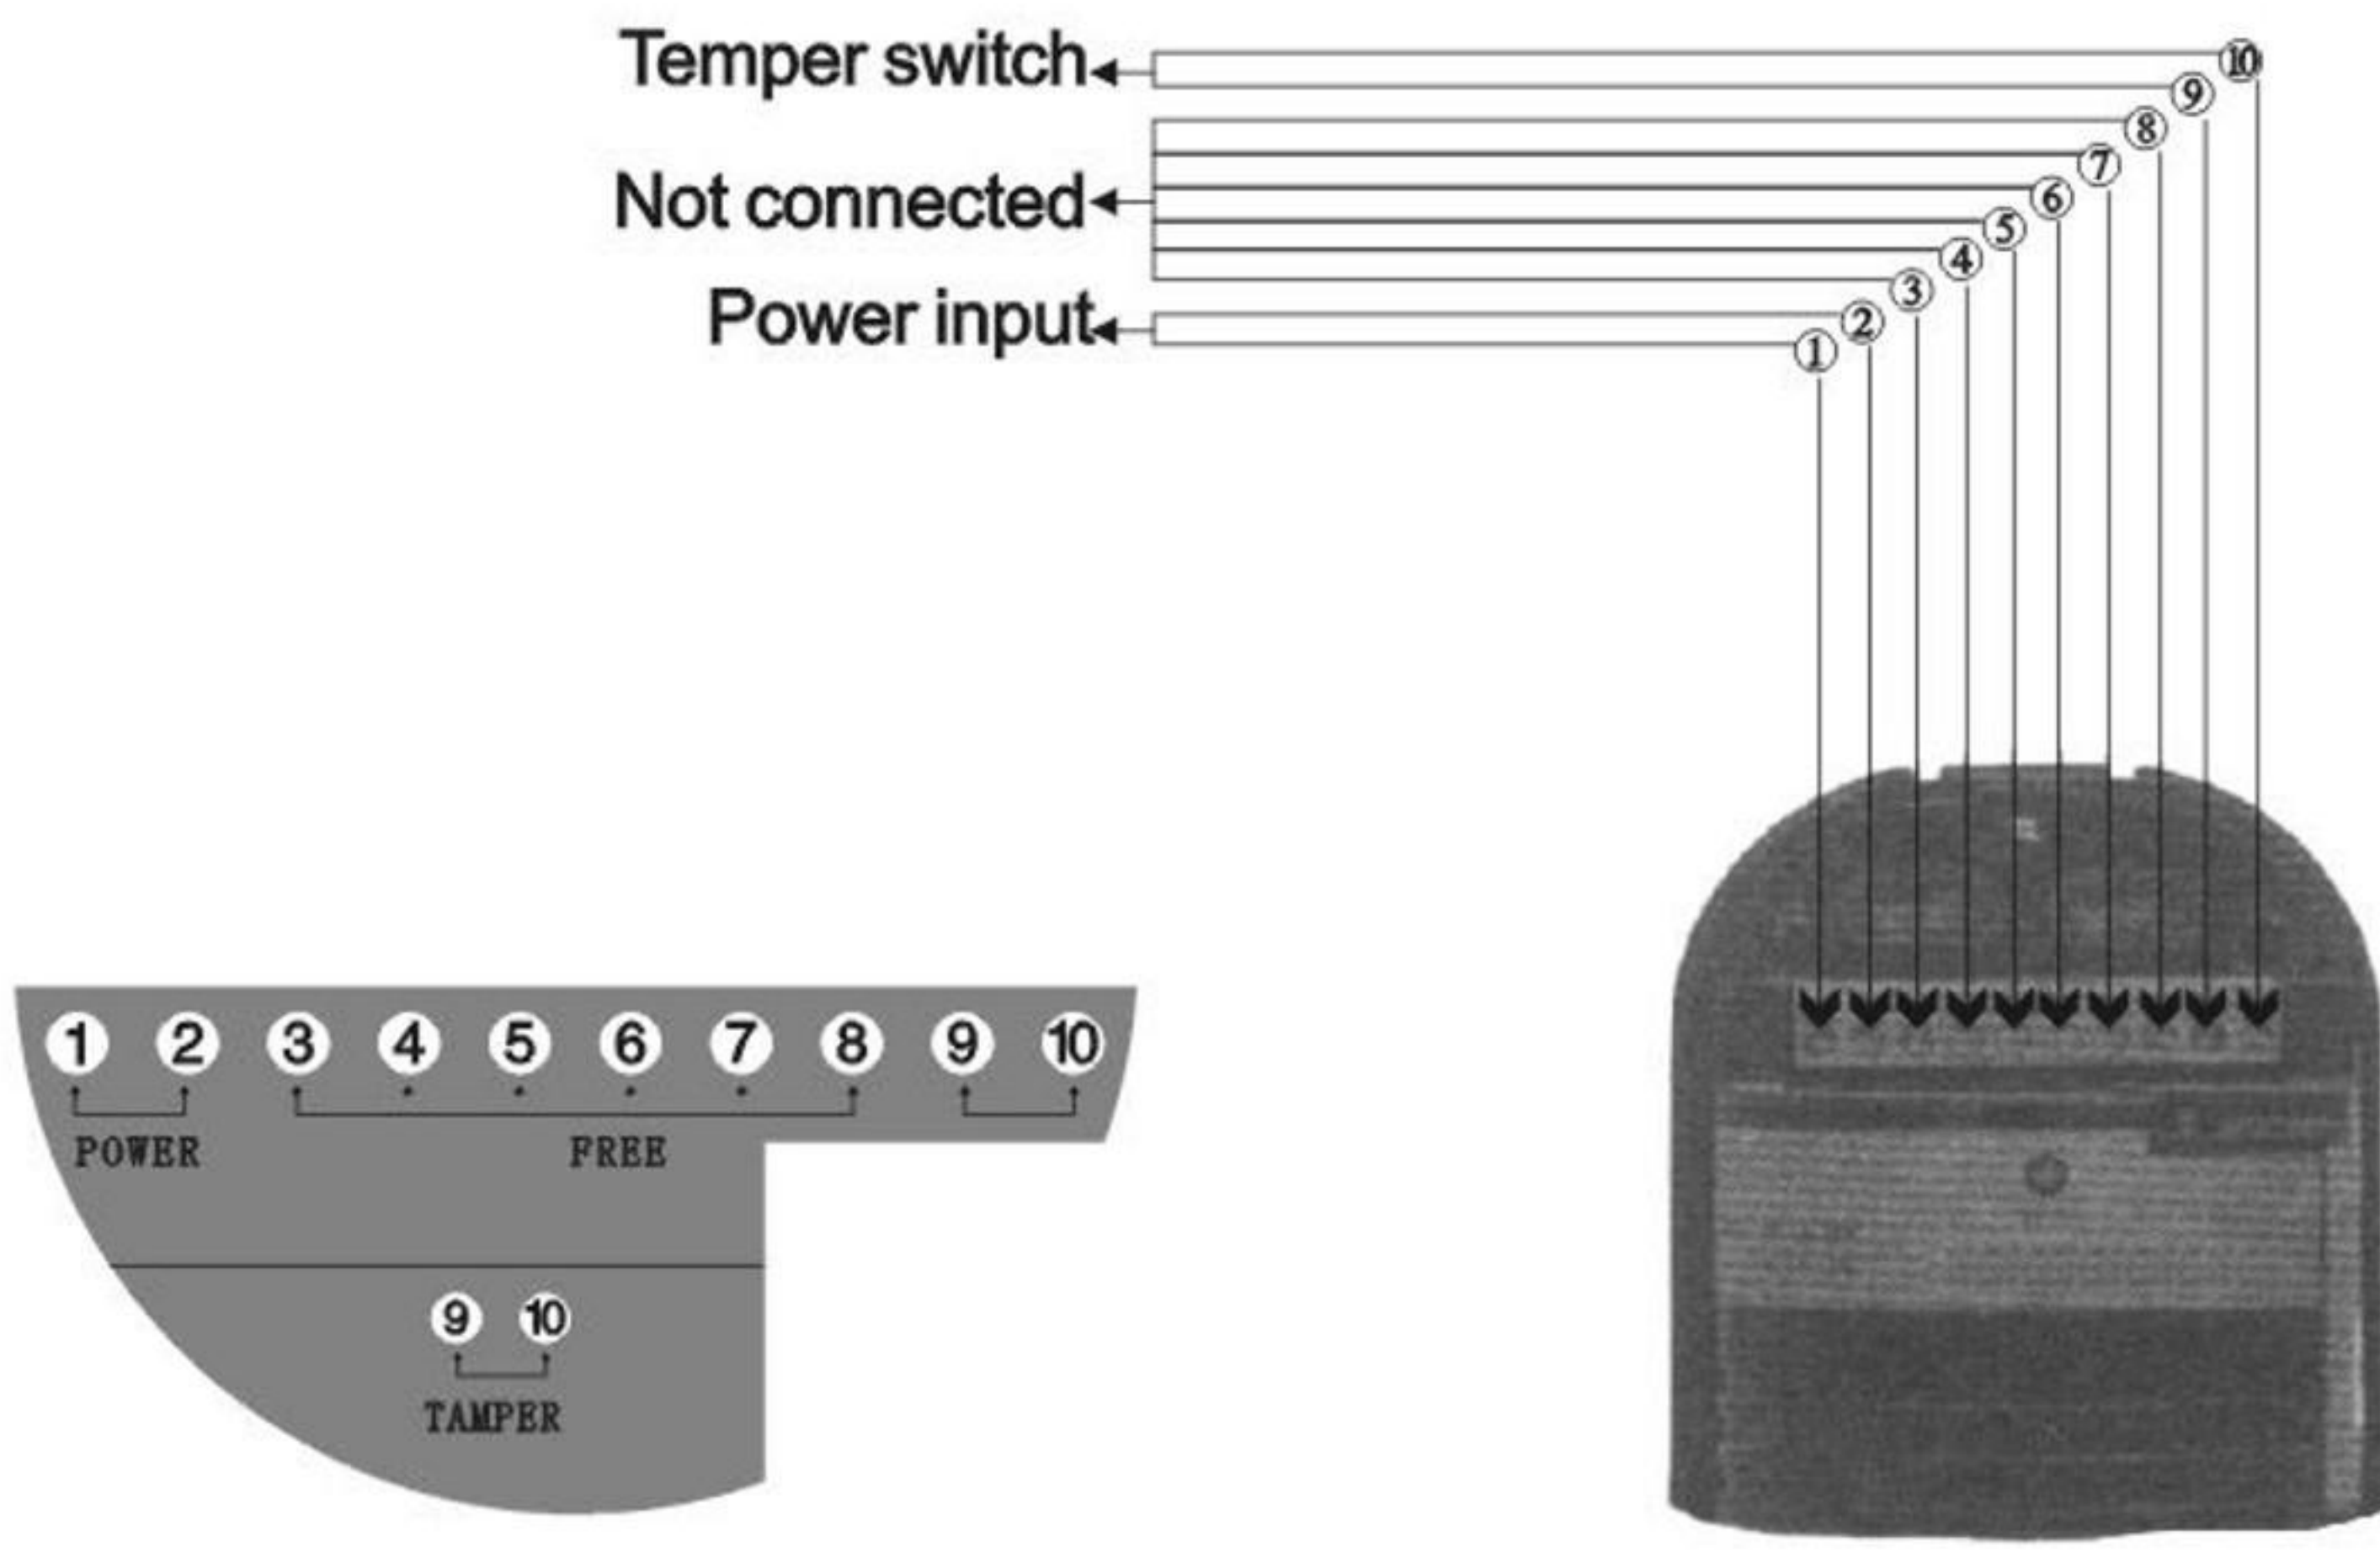 Temper switch
Not connected
Power input
⑩
⑨
⑧
⑦
⑥
⑤
④
③
②
①
① ② ③ ④ ⑤ ⑥ ⑦ ⑧ ⑨ ⑩
POWER FREE
⑨ ⑩
TAMPER